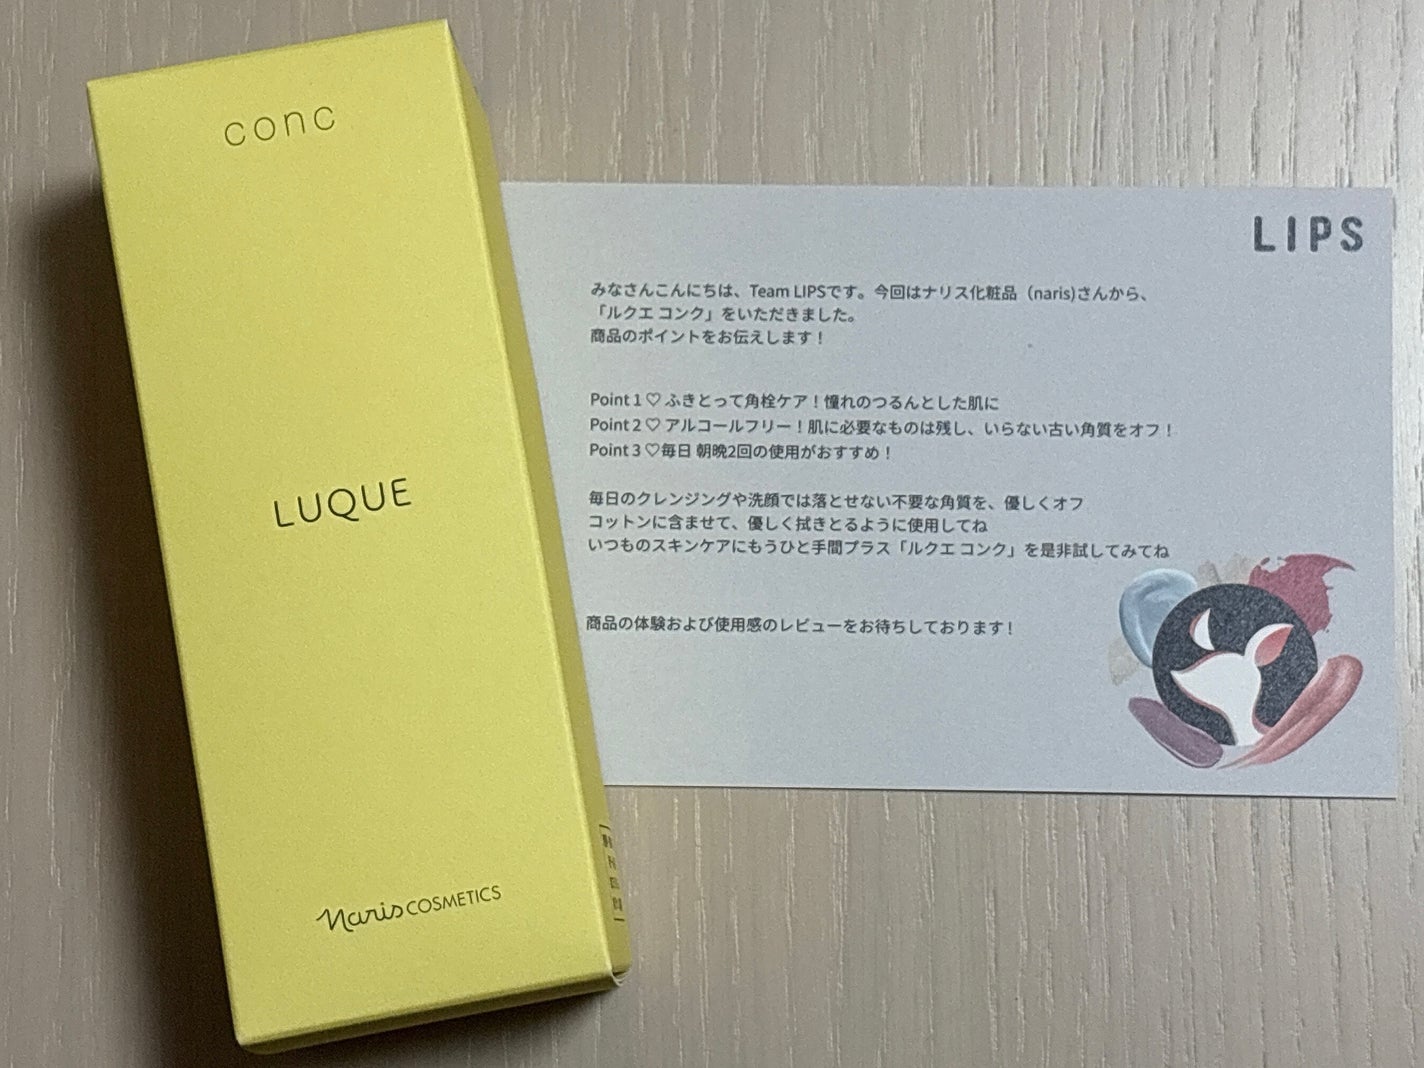 conc
LUQUE
Naris COSMETICS
LIPS
みなさんこんにちは、Team LIPSです。今回はナリス化粧品（naris)さんから、
「ルクエ コンク」をいただきました。
商品のポイントをお伝えします！
Point 1 ♡ ふきとって角栓ケア！憧れのつるんとした肌に
Point 2 ♡ アルコールフリー！肌に必要なものは残し、いらない古い角質をオフ！
Point 3 ♡毎日 朝晩2回の使用がおすすめ！
毎日のクレンジングや洗顔では落とせない不要な角質を、優しくオフ
コットンに含ませて、優しく拭きとるように使用してね
いつものスキンケアにもうひと手間プラス「ルクエ コンク」を是非試してみてね
商品の体験および使用感のレビューをお待ちしております！